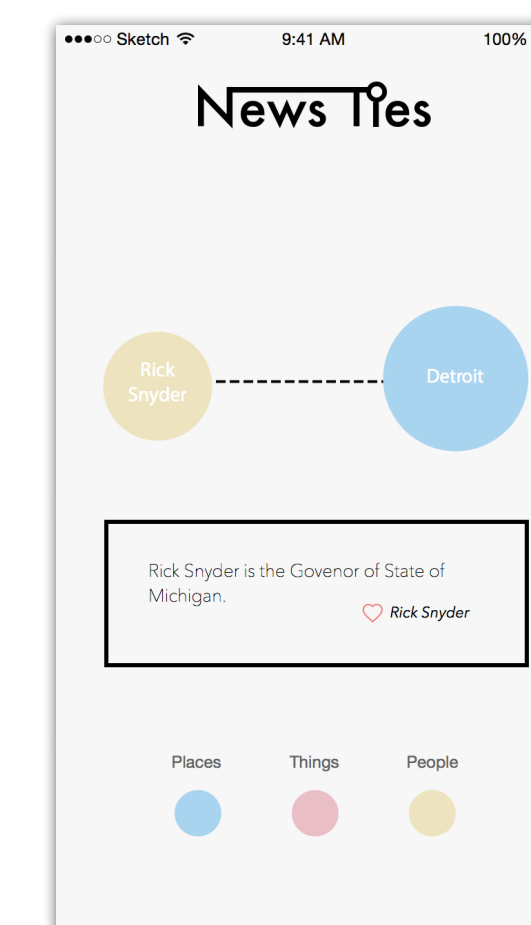 Sketch 9:41 AM 100%
News Ties
Rick
Snyder
Detroit
Rick Snyder is the Govenor of State of
Michigan.
Rick Snyder
Places Things People